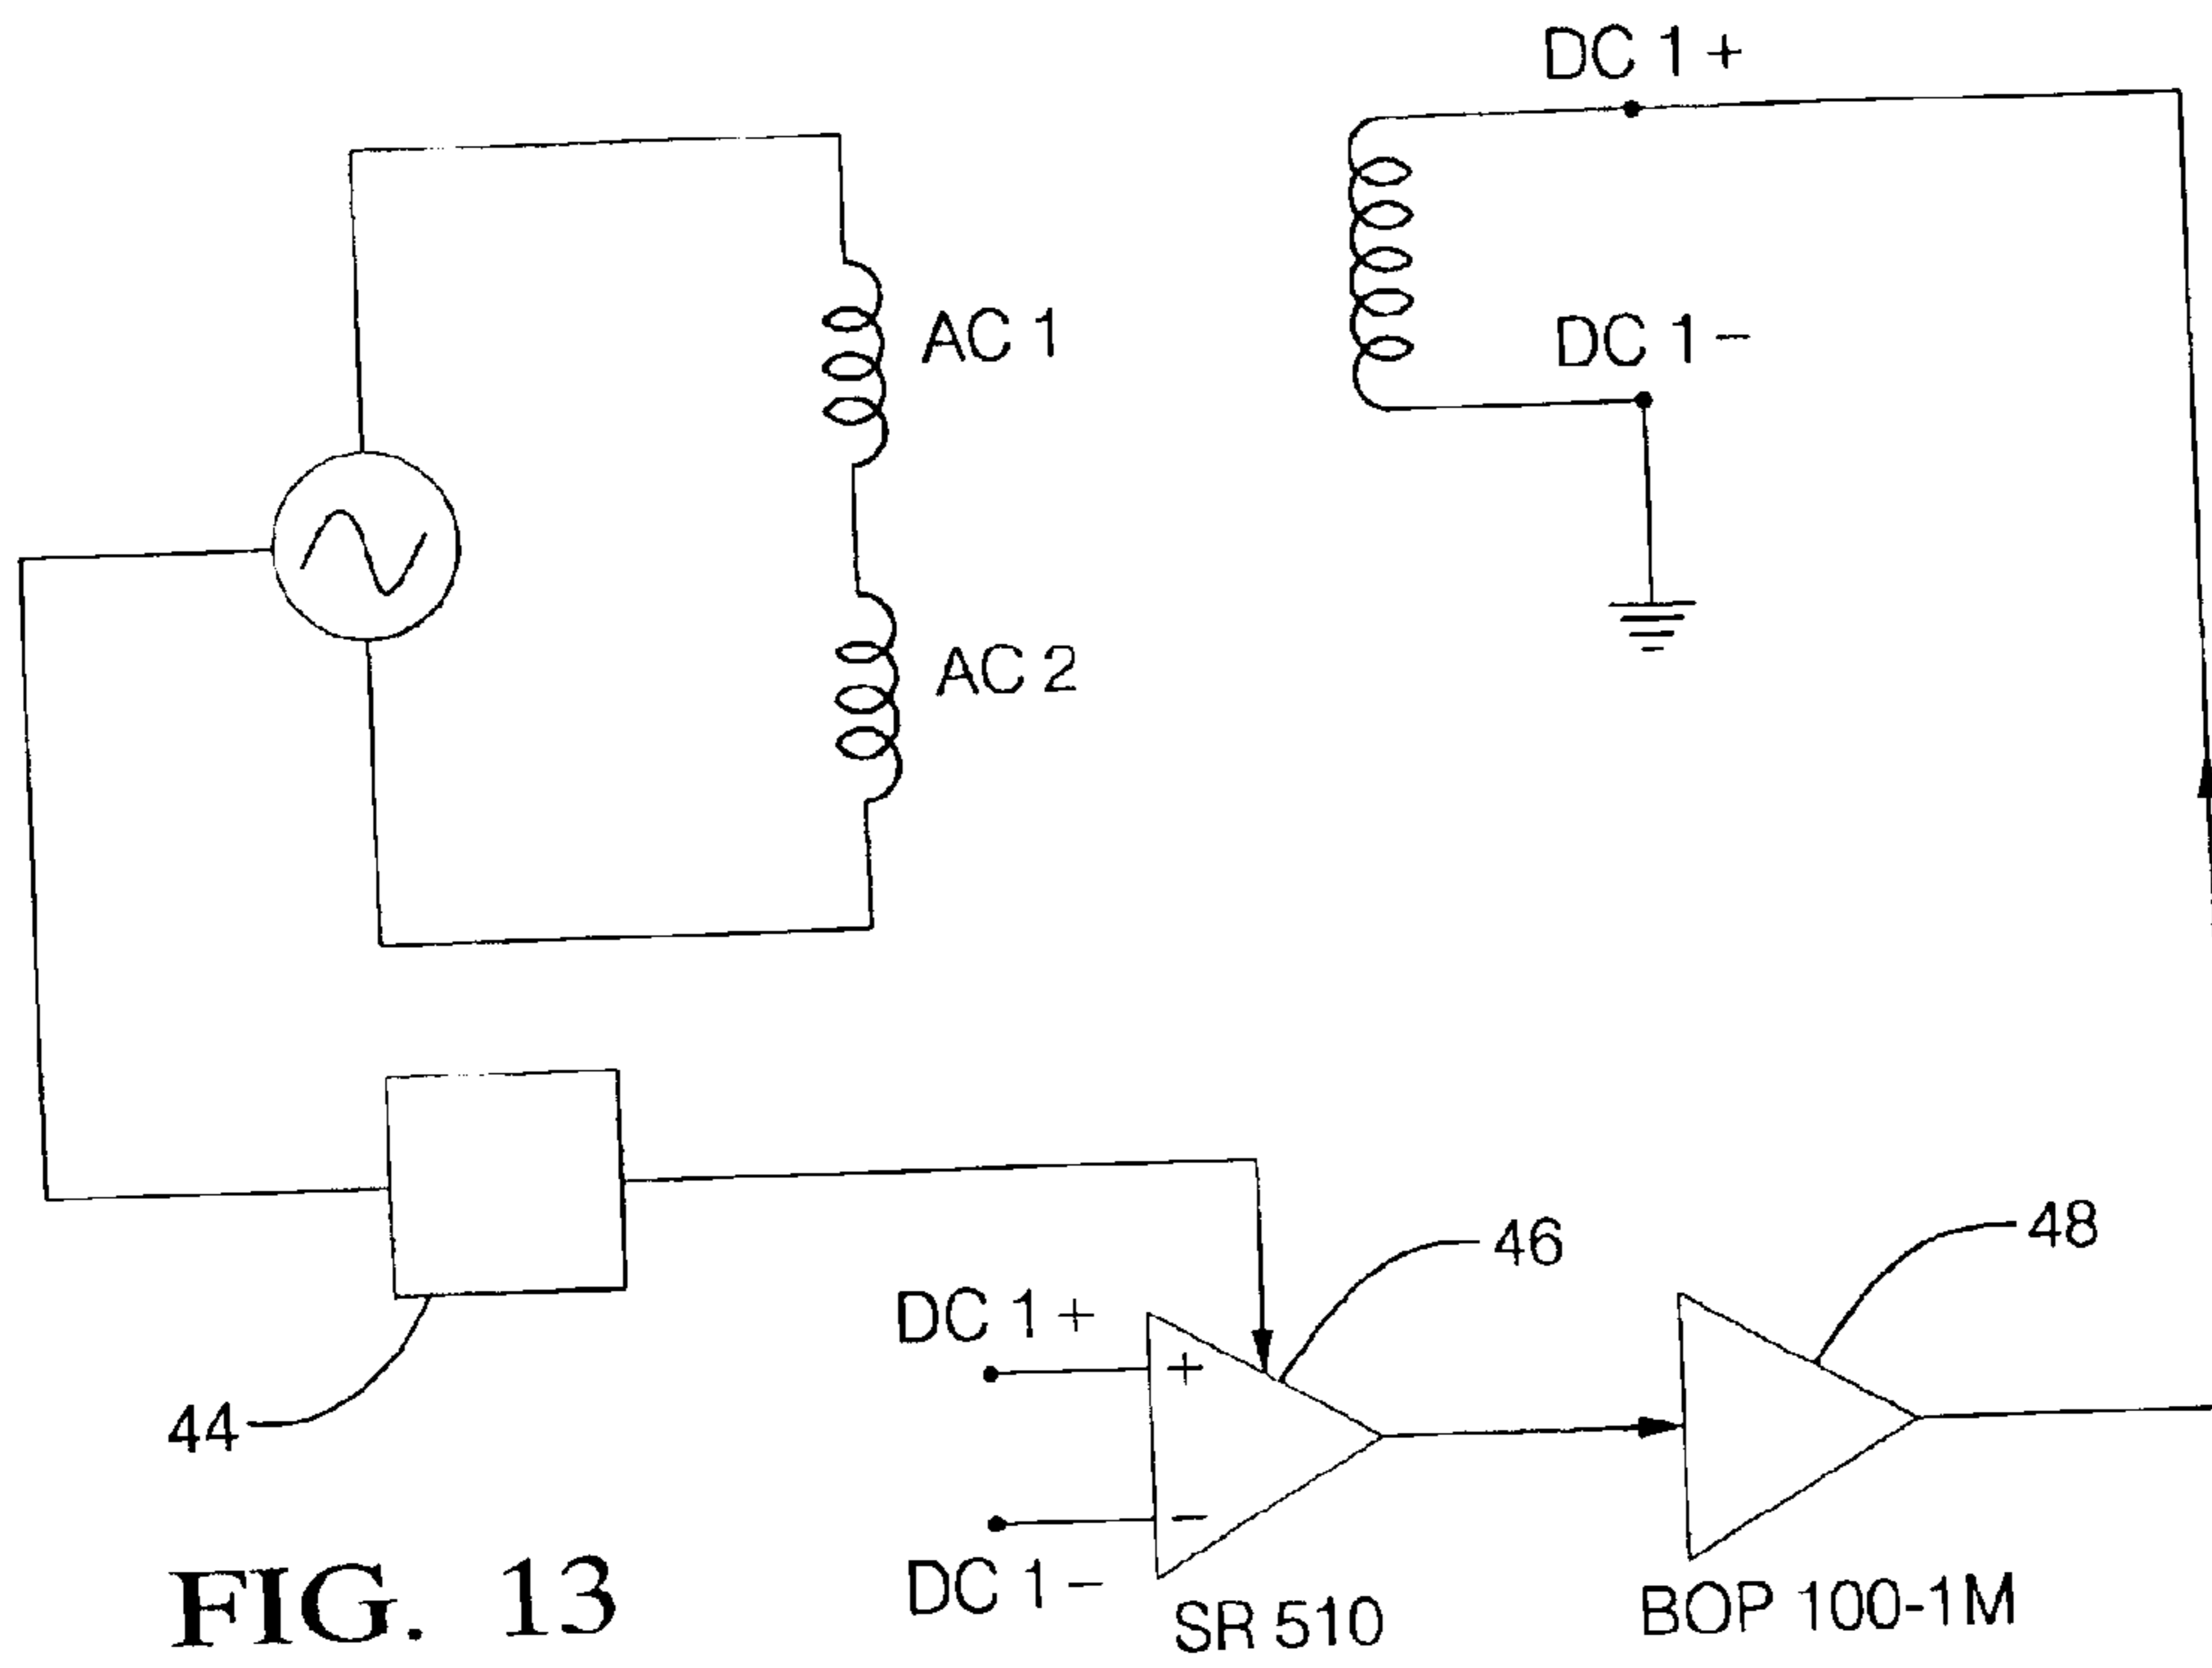 DC 1 +
AC 1
DC 1 -
AC 2
46
48
DC 1 +
+
44
-
DC 1 -
SR 510
BOP 100-1M
FIG. 13